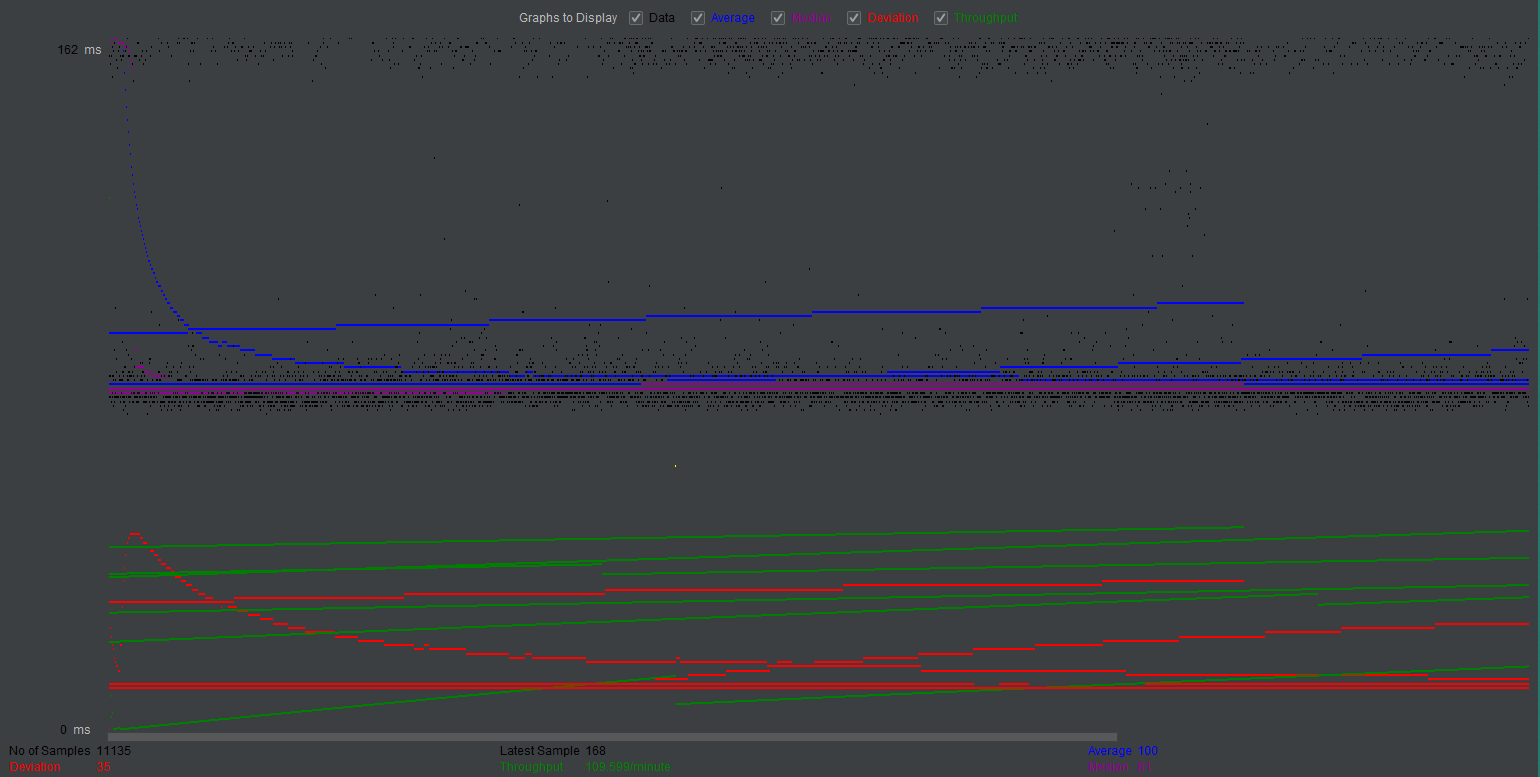 Graphs to Display Data Average Median Deviation Throughput
162 ms
0 ms
No of Samples 11135 Latest Sample 168 Average 100
Deviation 35 Throughput 109.599/minute Median 81